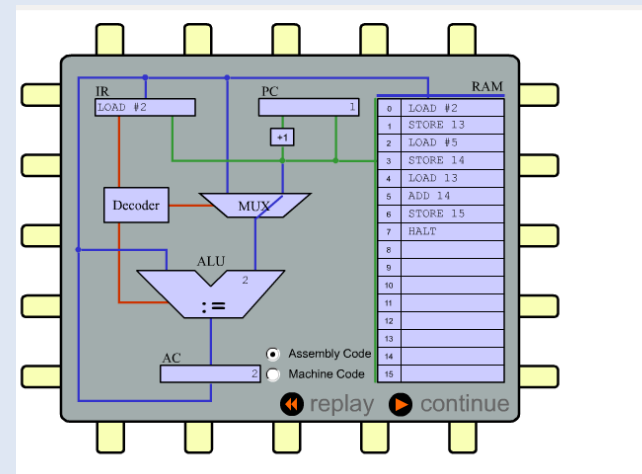 IR
LOAD #2
PC
1
+1
Decoder
MUX
ALU
2
:=
AC
2
Assembly Code
Machine Code
replay
continue
RAM
0 LOAD #2
1 STORE 13
2 LOAD #5
3 STORE 14
4 LOAD 13
5 ADD 14
6 STORE 15
7 HALT
8
9
10
11
12
13
14
15